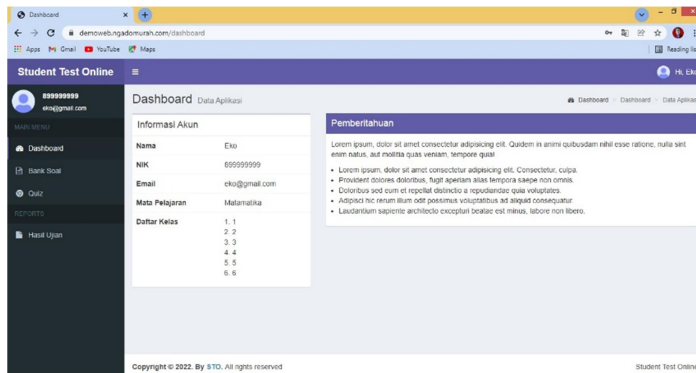 Dashboard
demoweb.ngadomurah.com/dashboard
Apps Gmail YouTube Maps Reading lis
Student Test Online
Hi, Eko
899999999
eko@gmail.com
MAIN MENU
Dashboard
Bank Soal
Quiz
REPORTS
Hasil Ujian
Dashboard Data Aplikasi
Dashboard > Dashboard > Data Aplikasi
Informasi Akun
Nama Eko
NIK 899999999
Email eko@gmail.com
Mata Pelajaran Matamatika
Daftar Kelas 1. 1
2. 2
3. 3
4. 4
5. 5
6. 6
Pemberitahuan
Lorem ipsum, dolor sit amet consectetur adipisicing elit. Quidem in animi quibusdam nihil esse ratione, nulla sint
enim natus, aut mollitia quas veniam, tempore quia!
• Lorem ipsum, dolor sit amet consectetur adipisicing elit. Consectetur, culpa.
• Provident dolores doloribus, fugit aperiam alias tempora saepe non omnis.
• Doloribus sed eum et repellat distinctio a repudiandae quia voluptates.
• Adipisci hic rerum illum odit possimus voluptatibus ad aliquid consequatur.
• Laudantium sapiente architecto excepturi beatae est minus, labore non libero.
Copyright © 2022. By STO. All rights reserved
Student Test Online